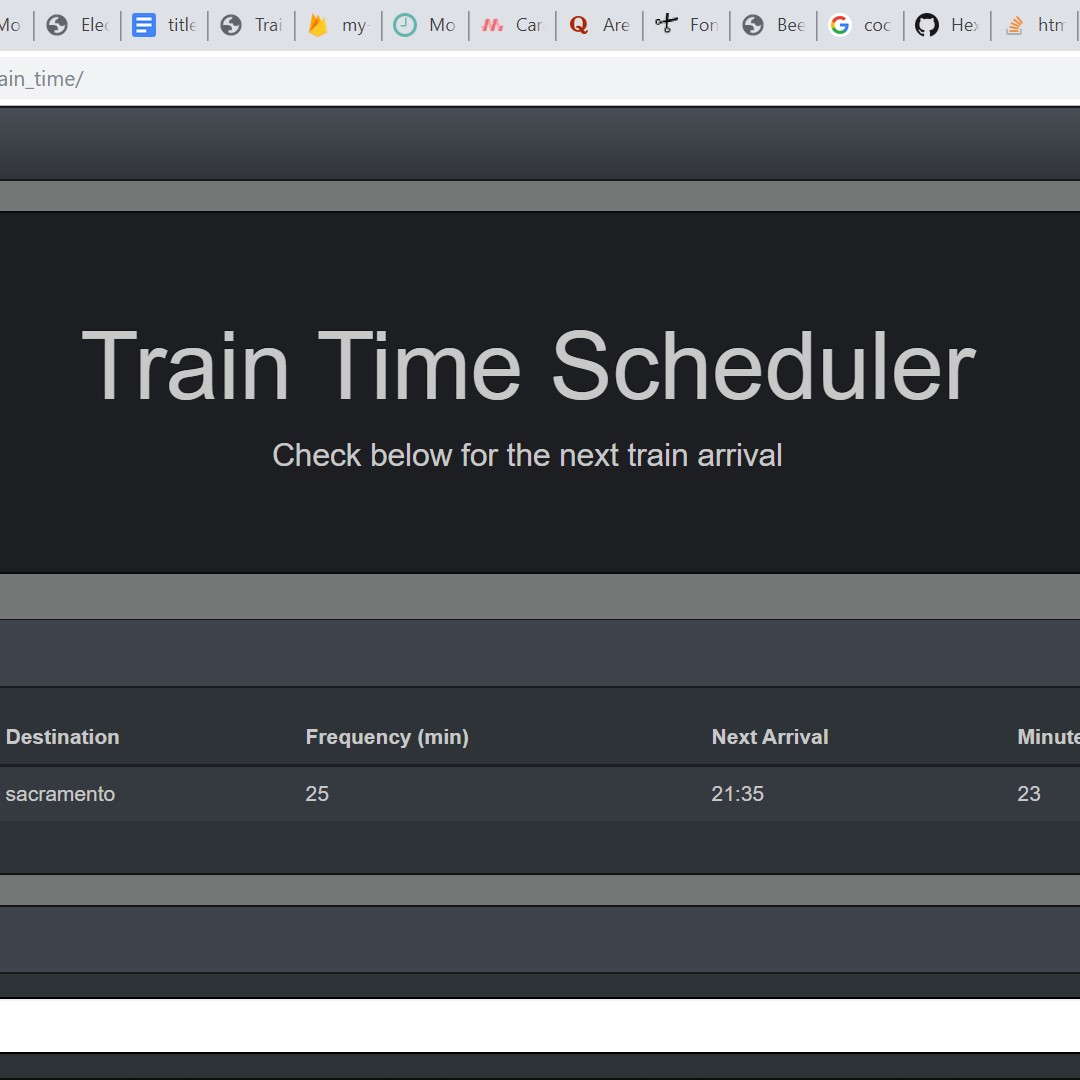 Mo Elec title Trai my- Mo Car Are Fon Bee coc Hex htm
ain_time/
Train Time Scheduler
Check below for the next train arrival
Destination Frequency (min) Next Arrival Minute
sacramento 25 21:35 23